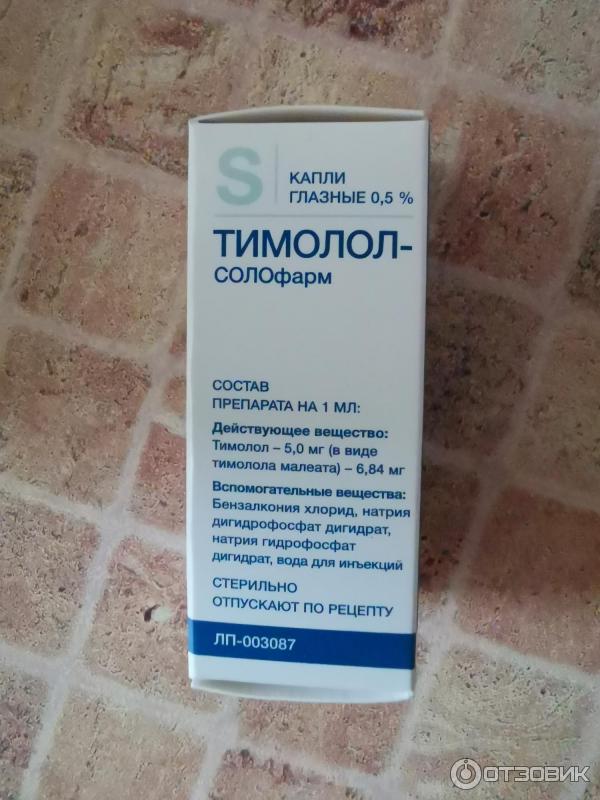 S
КАПЛИ
ГЛАЗНЫЕ 0,5 %
ТИМОЛОЛ-
СОЛОфарм
СОСТАВ
ПРЕПАРАТА НА 1 МЛ:
Действующее вещество:
Тимолол – 5,0 мг (в виде
тимолола малеата) – 6,84 мг
Вспомогательные вещества:
Бензалкония хлорид, натрия
дигидрофосфат дигидрат,
натрия гидрофосфат
дигидрат, вода для инъекций
СТЕРИЛЬНО
ОТПУСКАЮТ ПО РЕЦЕПТУ
ЛП-003087
ОТЗОВИК